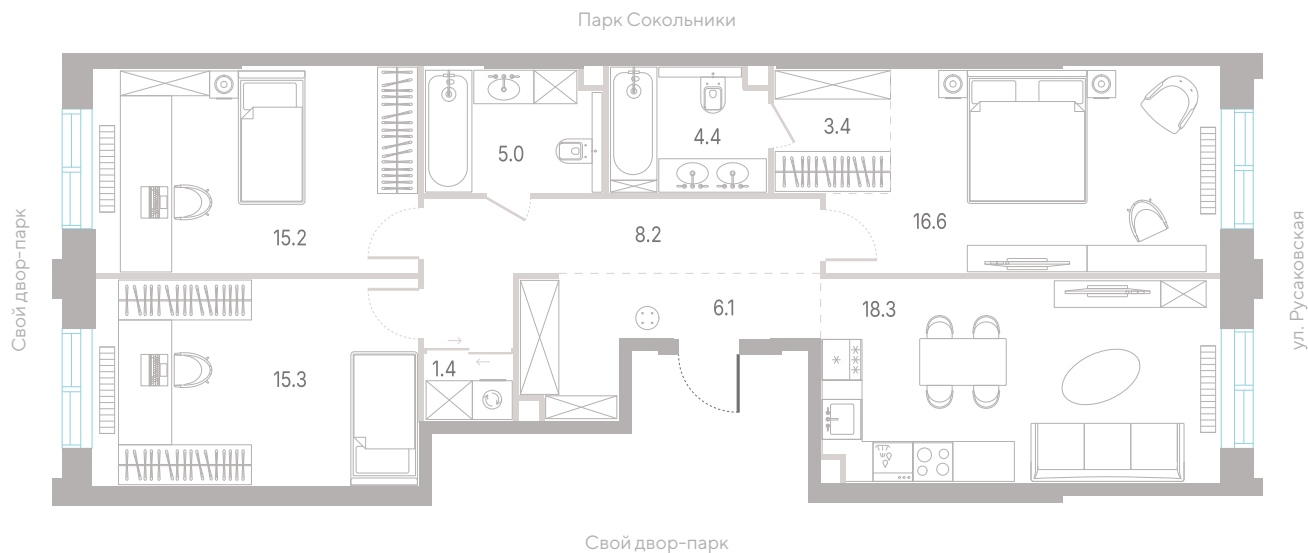 Парк Сокольники
5.0
4.4
3.4
15.2
8.2
16.6
Свой двор-парк
ул. Русаковская
6.1
18.3
1.4
15.3
Свой двор-парк